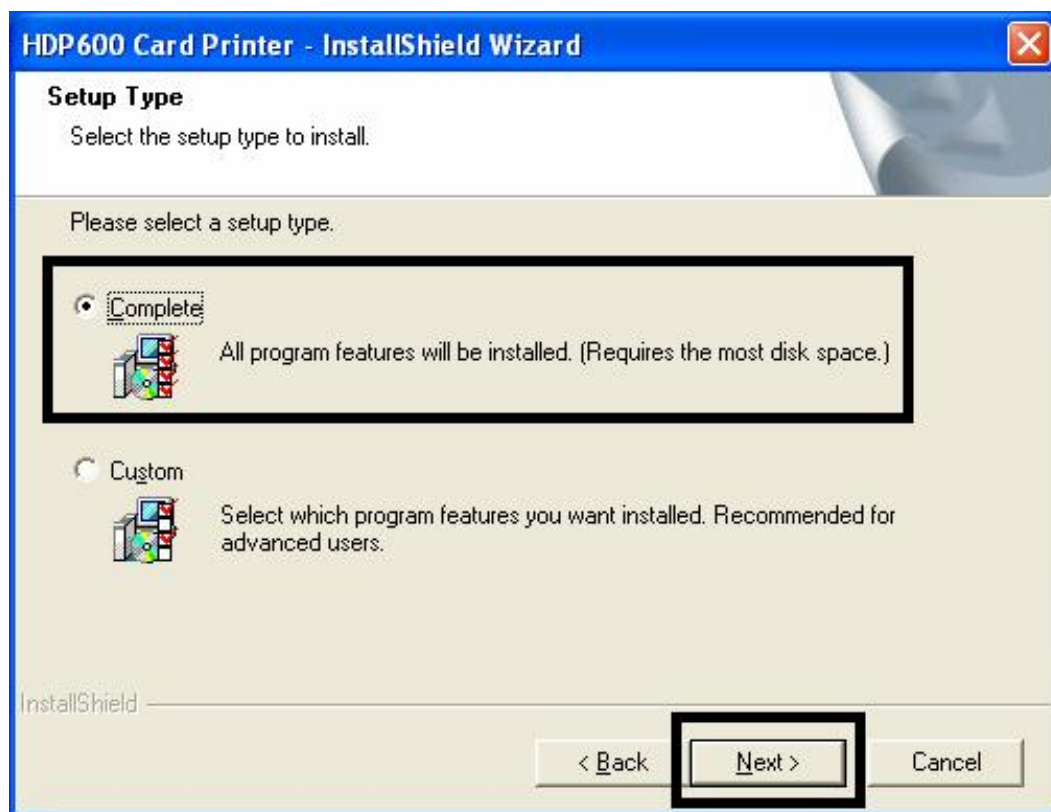 HDP600 Card Printer - InstallShield Wizard
Setup Type
Select the setup type to install.
Please select a setup type.
Complete
All program features will be installed. (Requires the most disk space.)
Custom
Select which program features you want installed. Recommended for
advanced users.
InstallShield
< Back
Next >
Cancel